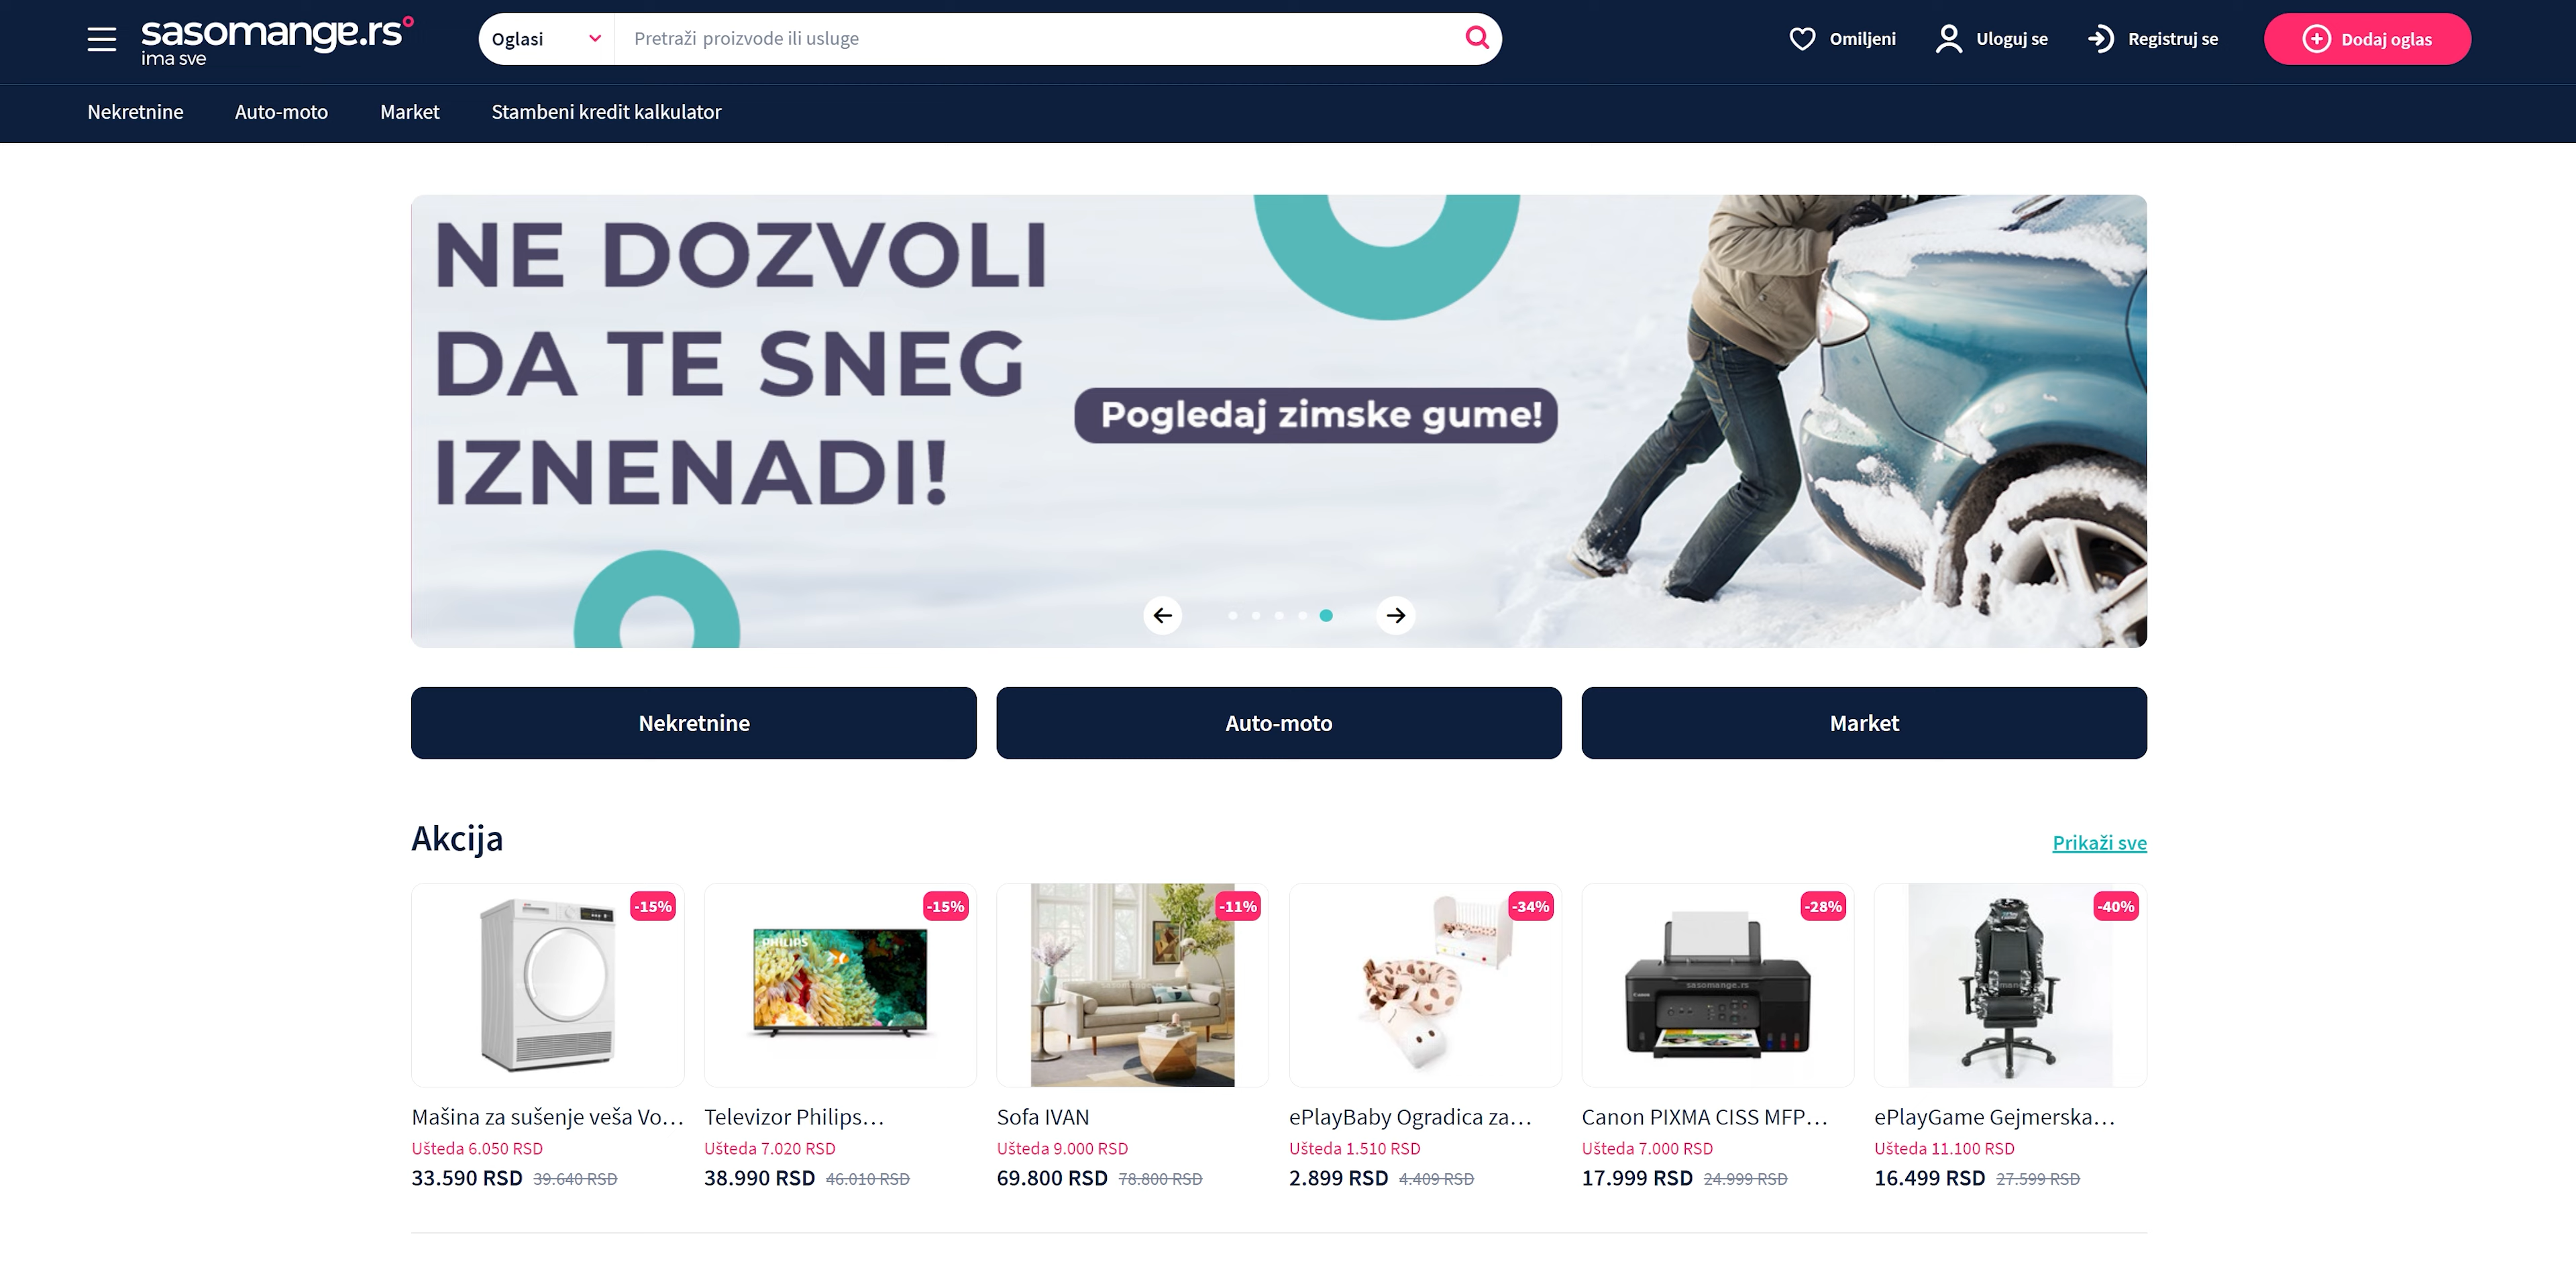 sasomange.rs
ima sve
Oglasi
Pretraži proizvode ili usluge
Omiljeni
Uloguj se
Registruj se
Dodaj oglas
Nekretnine
Auto-moto
Market
Stambeni kredit kalkulator
NE DOZVOLI
DA TE SNEG
IZNENADI!
Pogledaj zimske gume!
Nekretnine
Auto-moto
Market
Akcija
Prikaži sve
-15%
-15%
-11%
-34%
-28%
-40%
PHILIPS
sasomange.rs
Mašina za sušenje veša Vo...
Ušteda 6.050 RSD
33.590 RSD 39.640 RSD
Televizor Philips...
Ušteda 7.020 RSD
38.990 RSD 46.010 RSD
Sofa IVAN
Ušteda 9.000 RSD
69.800 RSD 78.800 RSD
ePlayBaby Ogradica za...
Ušteda 1.510 RSD
2.899 RSD 4.409 RSD
Canon PIXMA CISS MFP...
Ušteda 7.000 RSD
17.999 RSD 24.999 RSD
ePlayGame Gejmerska...
Ušteda 11.100 RSD
16.499 RSD 27.599 RSD